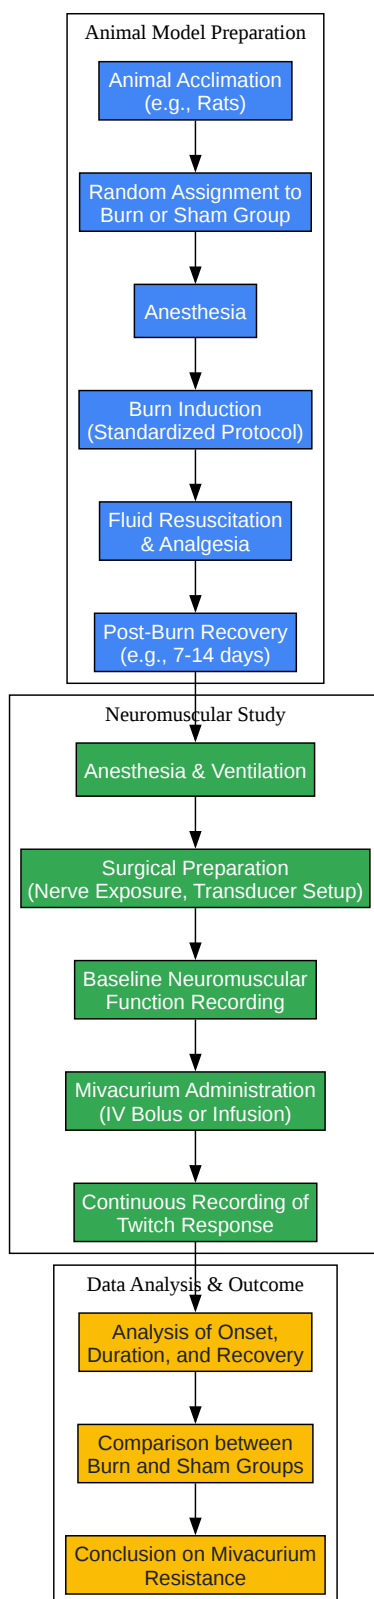 Animal Model Preparation
Animal Acclimation
(e.g., Rats)
Random Assignment to
Burn or Sham Group
Anesthesia
Burn Induction
(Standardized Protocol)
Fluid Resuscitation
& Analgesia
Post-Burn Recovery
(e.g., 7-14 days)
Neuromuscular Study
Anesthesia & Ventilation
Surgical Preparation
(Nerve Exposure, Transducer Setup)
Baseline Neuromuscular
Function Recording
Mivacurium Administration
(IV Bolus or Infusion)
Continuous Recording of
Twitch Response
Data Analysis & Outcome
Analysis of Onset,
Duration, and Recovery
Comparison between
Burn and Sham Groups
Conclusion on Mivacurium
Resistance